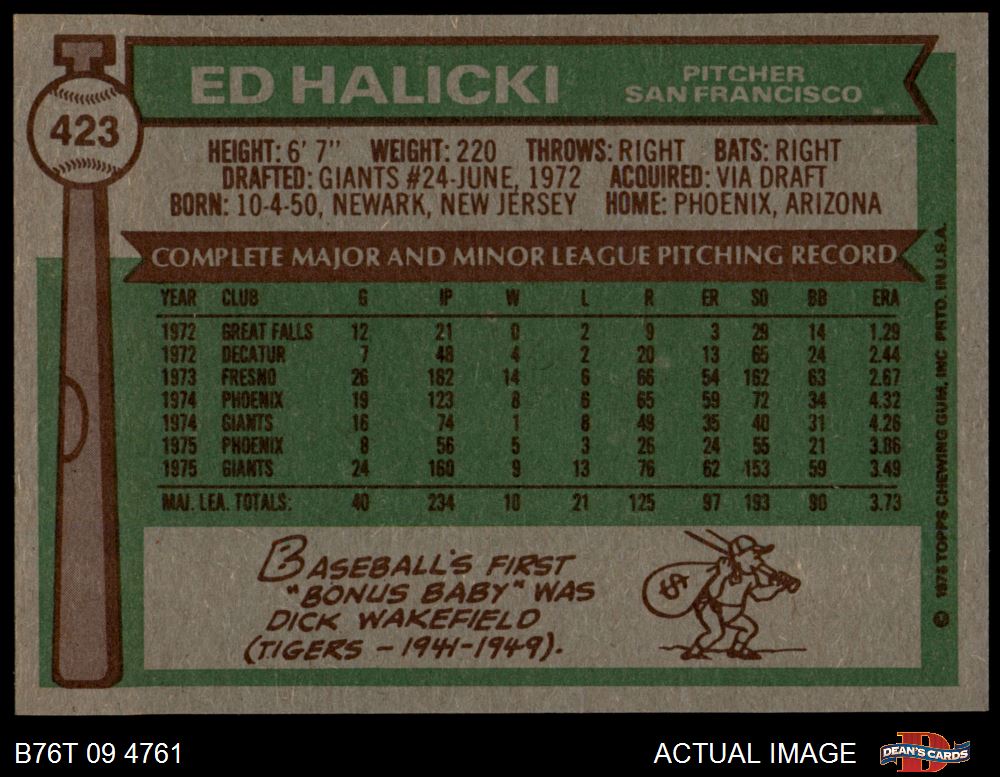 ED HALICKI
PITCHER
SAN FRANCISCO
423
HEIGHT: 6' 7" WEIGHT: 220 THROWS: RIGHT BATS: RIGHT
DRAFTED: GIANTS #24-JUNE, 1972 ACQUIRED: VIA DRAFT
BORN: 10-4-50, NEWARK, NEW JERSEY HOME: PHOENIX, ARIZONA
COMPLETE MAJOR AND MINOR LEAGUE PITCHING RECORD
YEAR CLUB G IP W L R ER SO BB ERA
1972 GREAT FALLS 12 21 0 2 9 3 29 14 1.29
1972 DECATUR 7 48 4 2 20 13 65 24 2.44
1973 FRESNO 26 182 14 6 66 54 162 63 2.67
1974 PHOENIX 19 123 8 6 65 59 72 34 4.32
1974 GIANTS 16 74 1 8 49 35 40 31 4.26
1975 PHOENIX 8 56 5 3 26 24 55 21 3.86
1975 GIANTS 24 160 9 13 76 62 153 59 3.49
MAJ. LEA. TOTALS: 40 234 10 21 125 97 193 90 3.73
BASEBALL'S FIRST
"BONUS BABY" WAS
DICK WAKEFIELD
(TIGERS - 1941-1949).
$
© 1976 TOPPS CHEWING GUM, INC. PRTD. IN U.S.A.
B76T 09 4761
ACTUAL IMAGE
D
DEAN'S CARDS